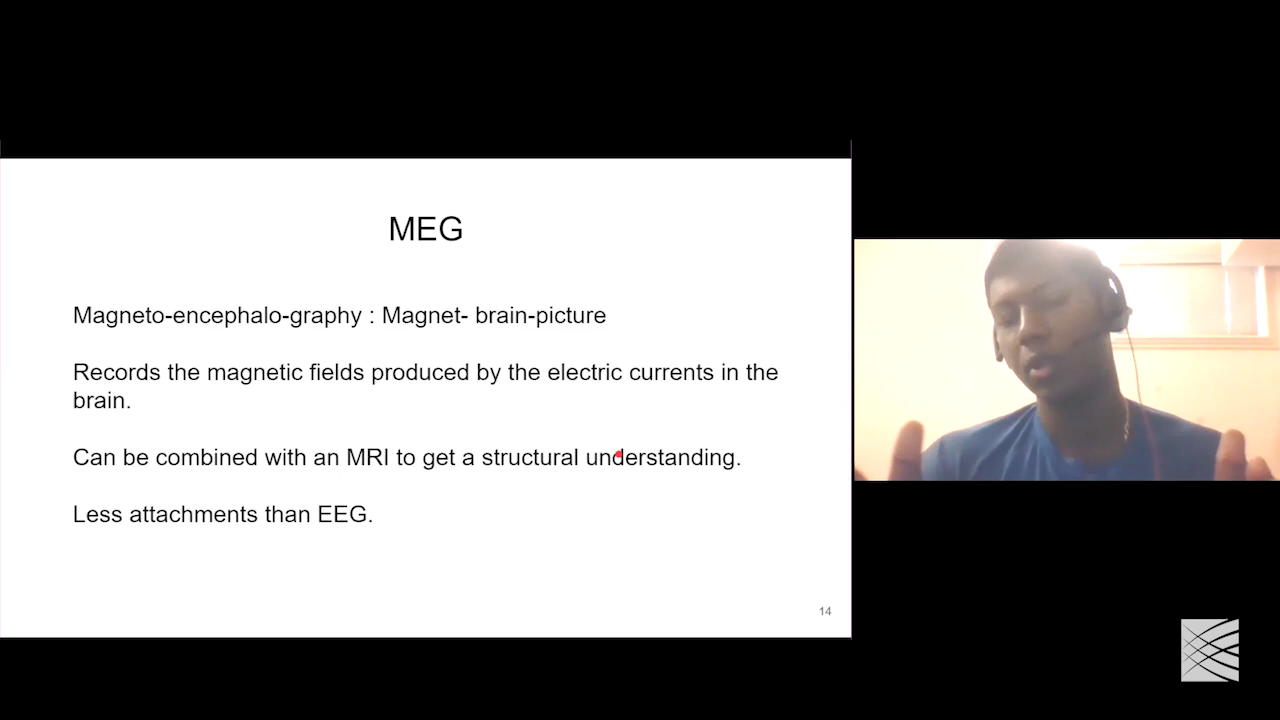 MEG
Magneto-encephalo-graphy : Magnet- brain-picture
Records the magnetic fields produced by the electric currents in the
brain.
Can be combined with an MRI to get a structural understanding.
Less attachments than EEG.
14